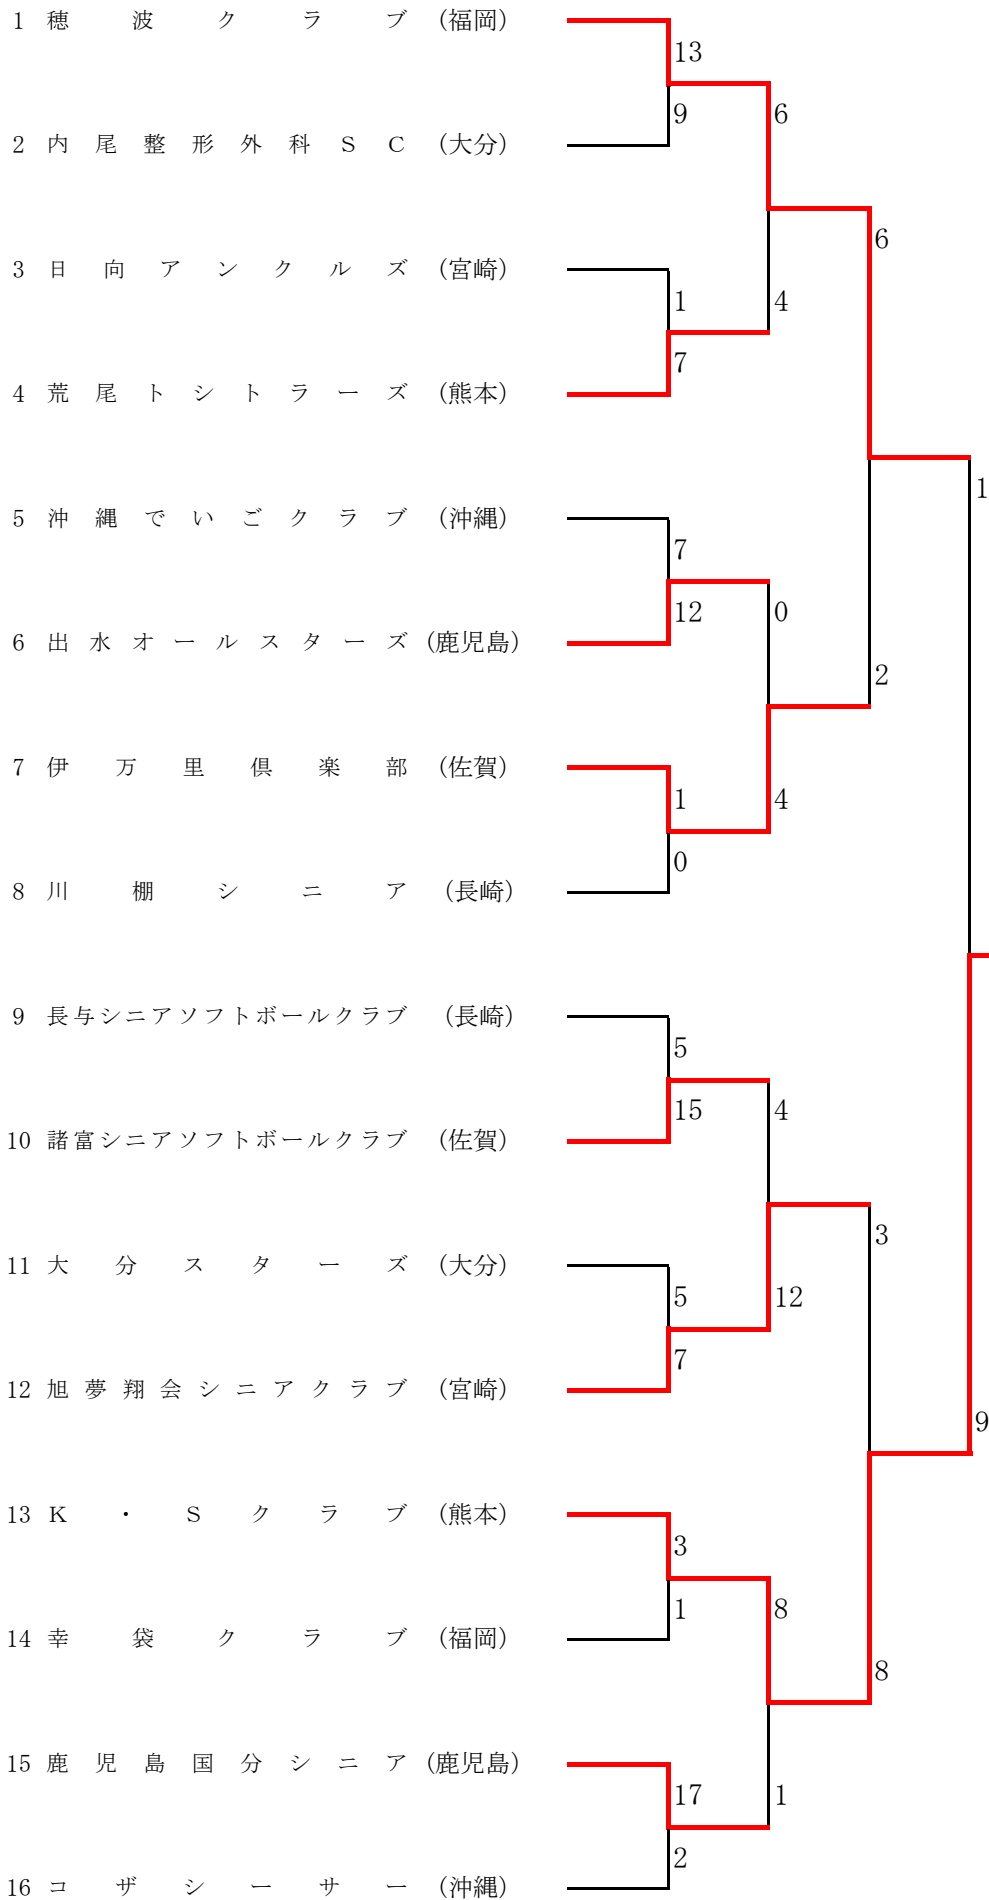 1 穂波クラブ (福岡)
13
9
6
2 内尾整形外科SC (大分)
6
3 日向アンクルズ (宮崎)
1
4
7
4 荒尾トシトラーズ (熊本)
1
5 沖縄でいごクラブ (沖縄)
7
12
0
6 出水オールスターズ (鹿児島)
2
7 伊万里倶楽部 (佐賀)
1
4
0
8 川棚シニア (長崎)
9 長与シニアソフトボールクラブ (長崎)
5
15
4
10 諸富シニアソフトボールクラブ (佐賀)
3
11 大分スターズ (大分)
5
12
7
12 旭夢翔会シニアクラブ (宮崎)
9
13 K・Sクラブ (熊本)
3
1
8
14 幸袋クラブ (福岡)
8
15 鹿児島国分シニア (鹿児島)
17
1
2
16 コザシーサー (沖縄)